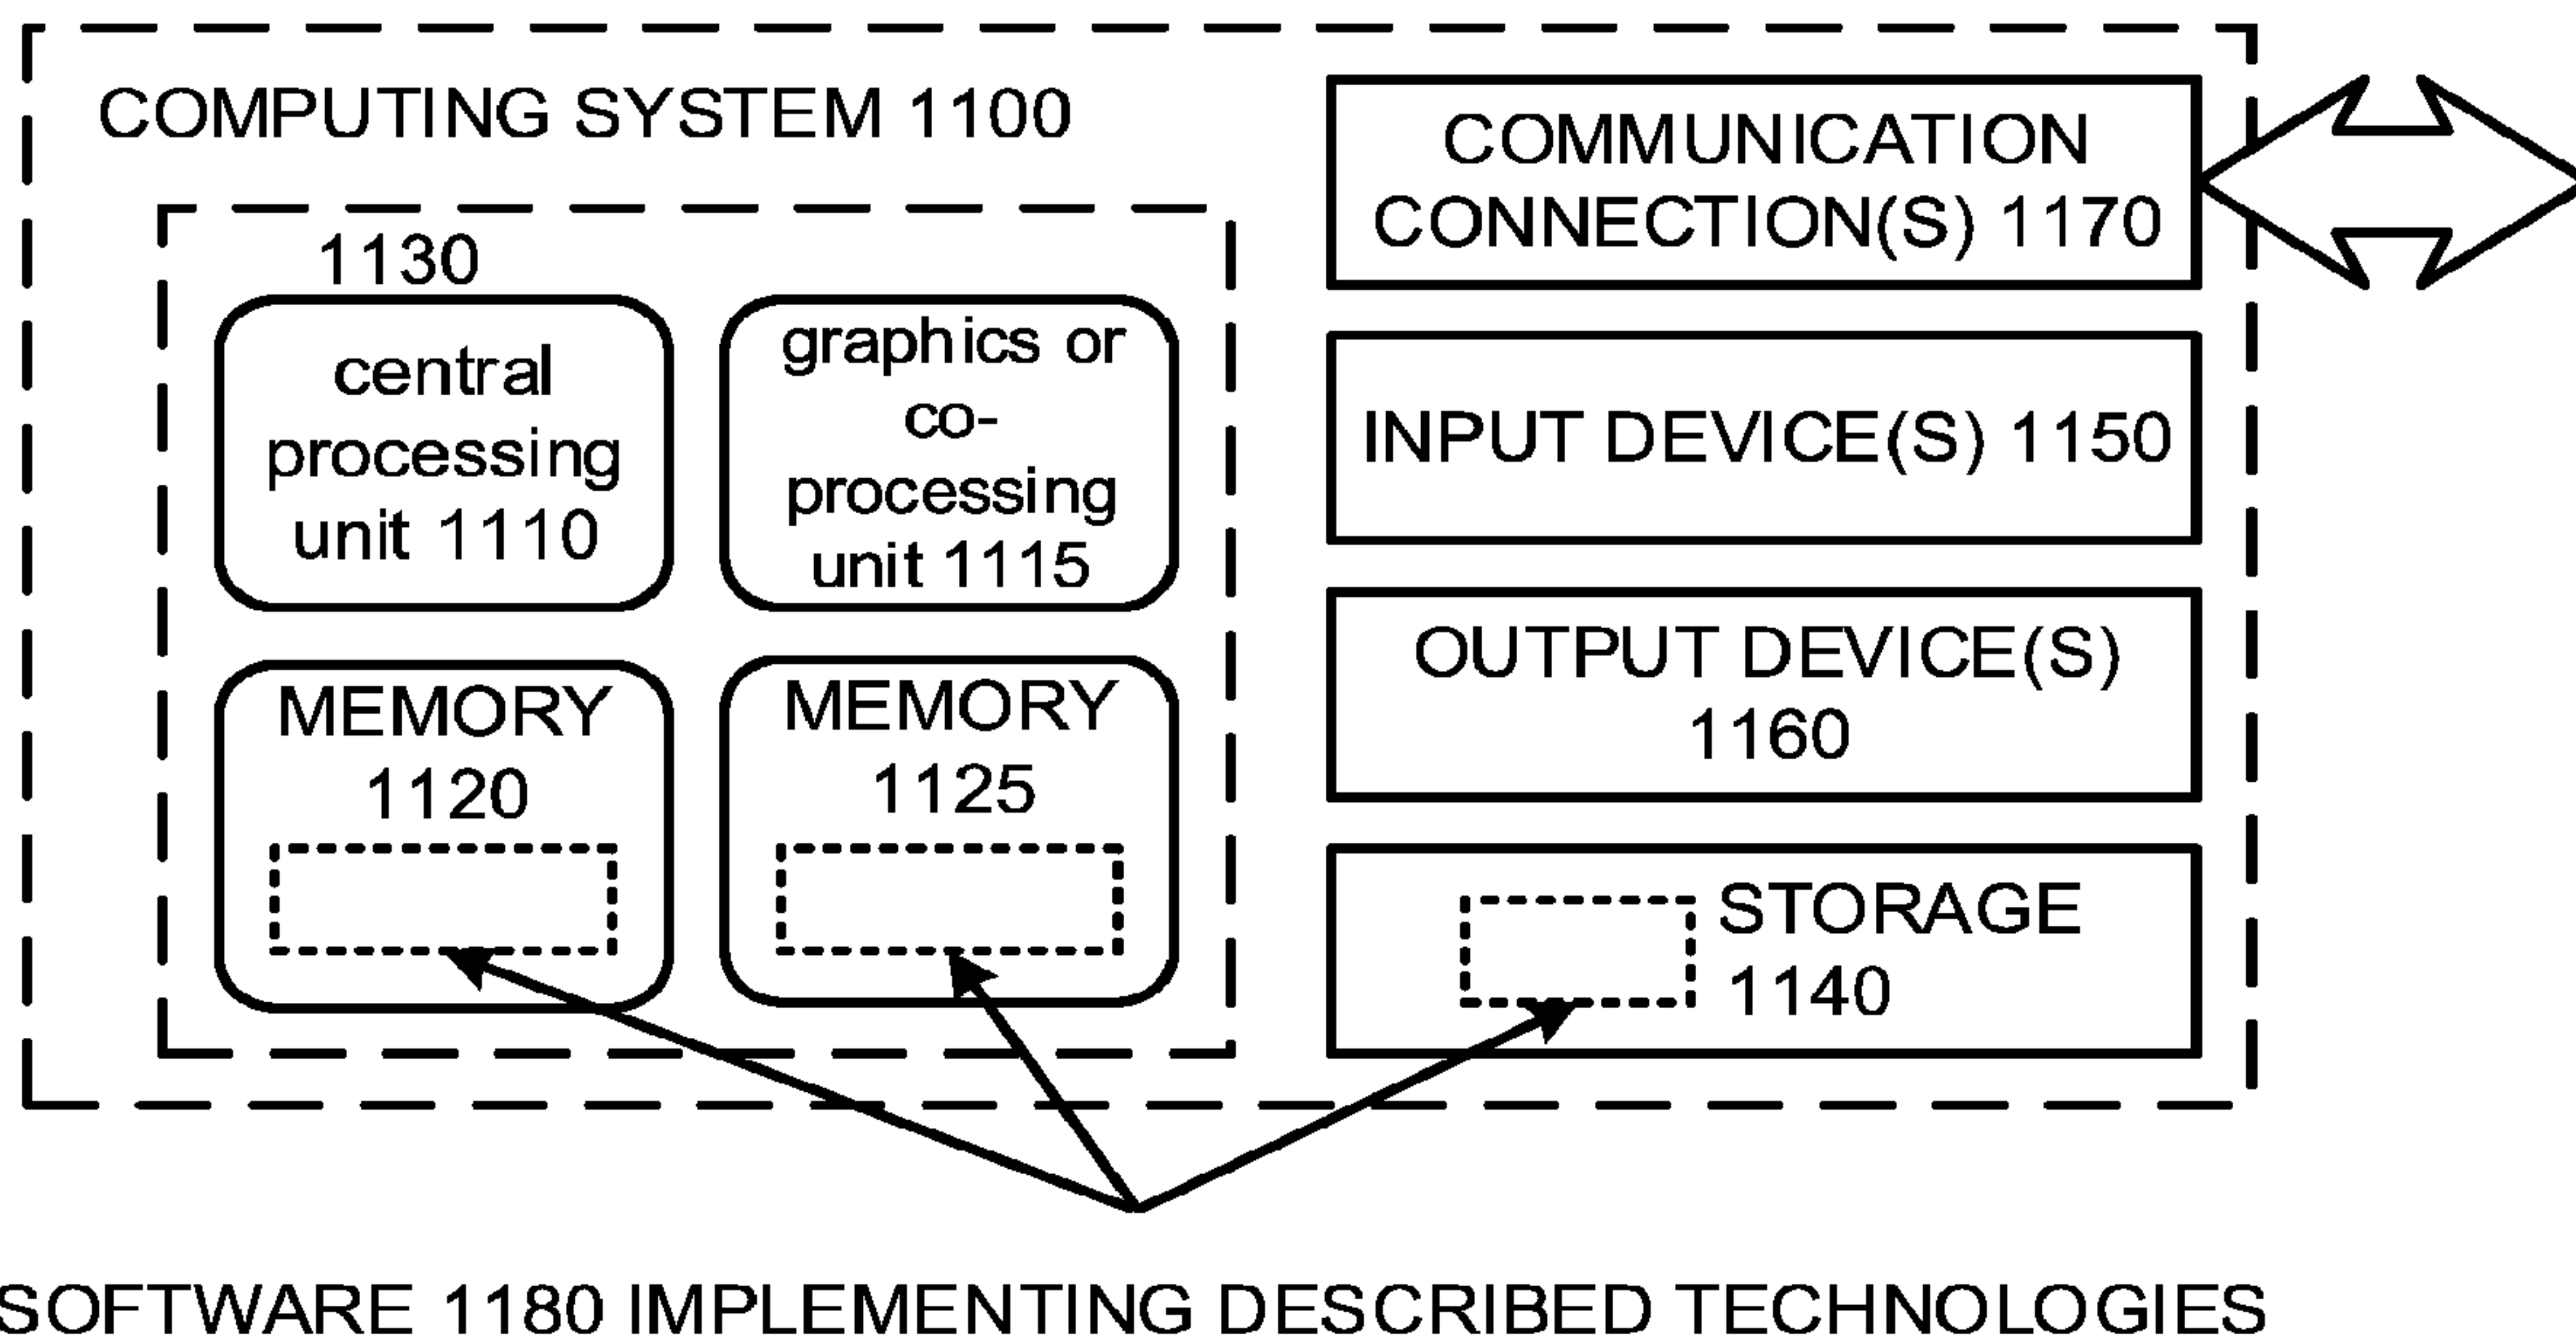 COMPUTING SYSTEM 1100
1130
central
processing
unit 1110
graphics or
co-
processing
unit 1115
MEMORY
1120
MEMORY
1125
COMMUNICATION
CONNECTION(S) 1170
INPUT DEVICE(S) 1150
OUTPUT DEVICE(S)
1160
STORAGE
1140
SOFTWARE 1180 IMPLEMENTING DESCRIBED TECHNOLOGIES